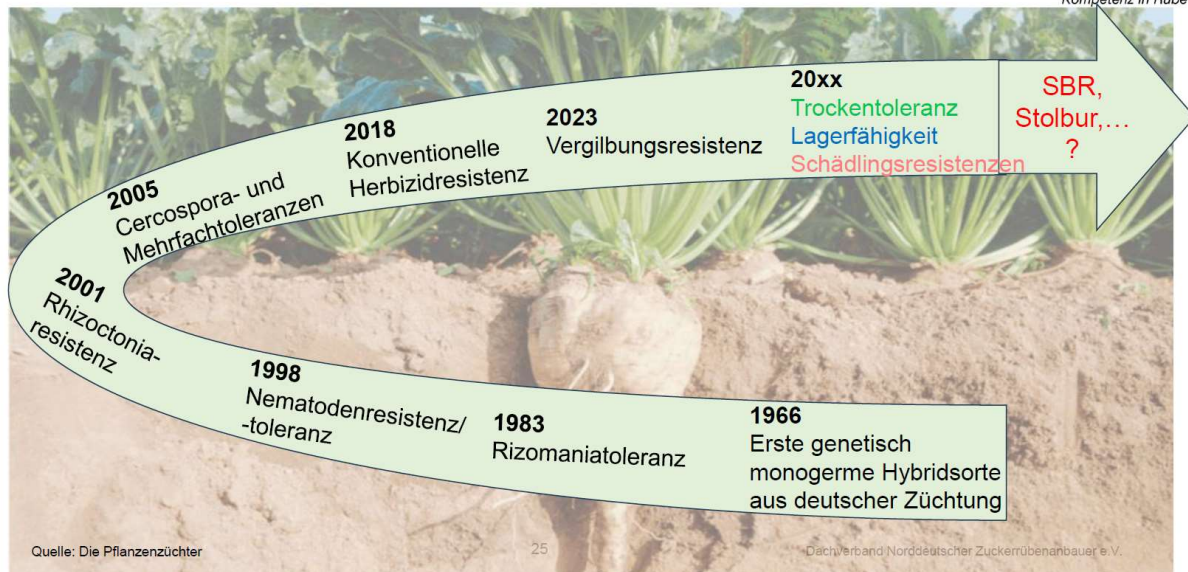 Kompetenz in Rübe
1966
Erste genetisch
monogerme Hybridsorte
aus deutscher Züchtung
1983
Rizomaniatoleranz
1998
Nematodenresistenz/
-toleranz
2001
Rhizoctonia-
resistenz
2005
Cercospora- und
Mehrfachtoleranzen
2018
Konventionelle
Herbizidresistenz
2023
Vergilbungsresistenz
20xx
Trockentoleranz
Lagerfähigkeit
Schädlingsresistenzen
SBR,
Stolbur,...
?
Quelle: Die Pflanzenzüchter
25
Dachverband Norddeutscher Zuckerrübenanbauer e.V.